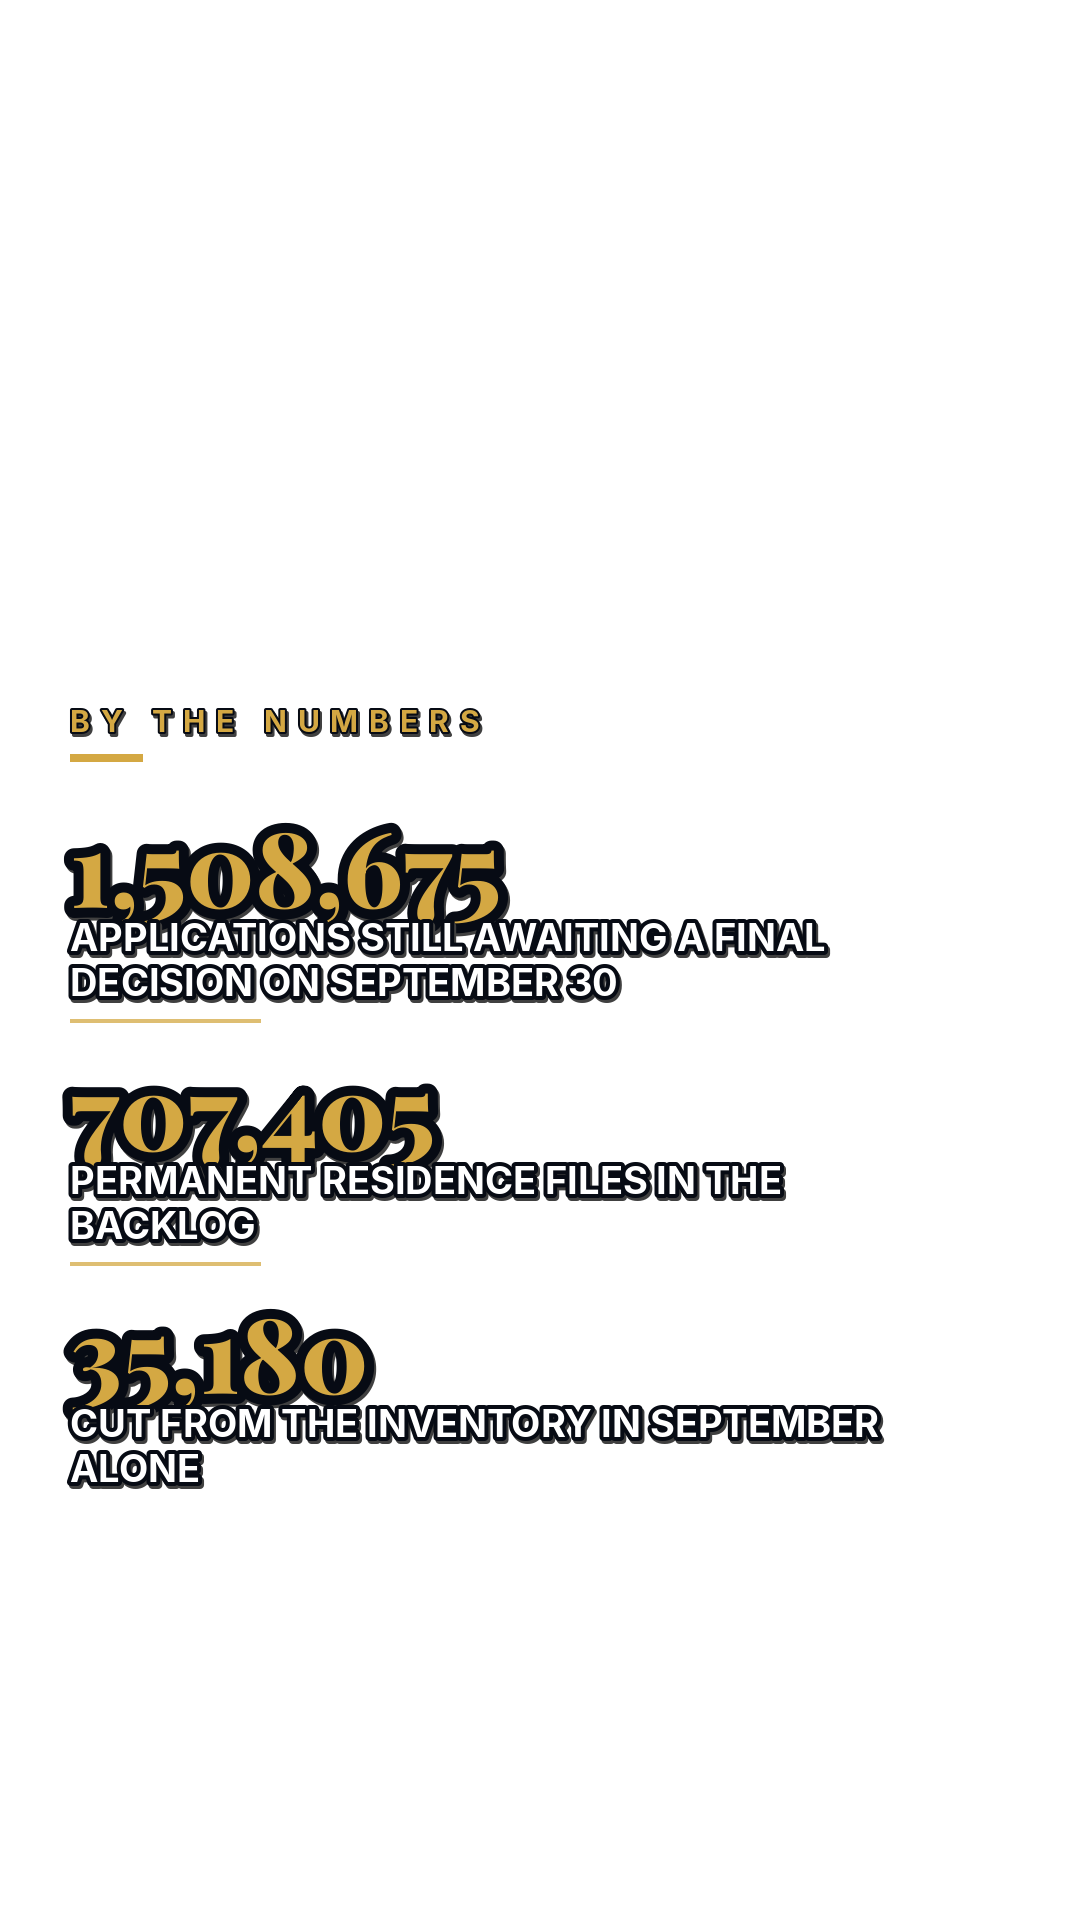 BY THE NUMBERS
1,508,675
APPLICATIONS STILL AWAITING A FINAL
DECISION ON SEPTEMBER 30
707,405
PERMANENT RESIDENCE FILES IN THE
BACKLOG
35,180
CUT FROM THE INVENTORY IN SEPTEMBER
ALONE